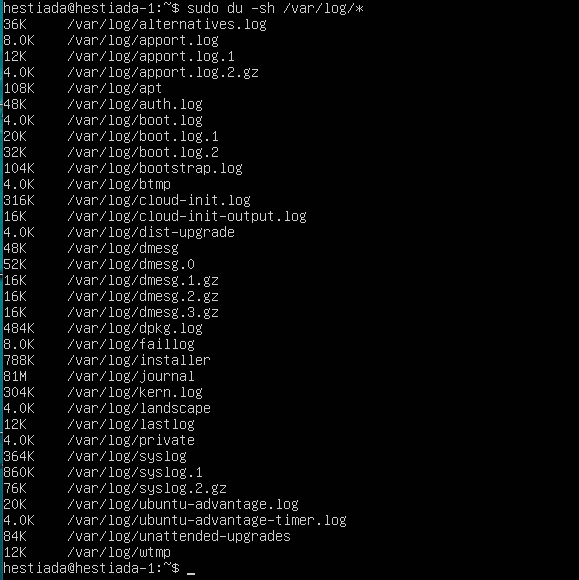 hestiada@hestiada-1:~$ sudo du -sh /var/log/*
36K /var/log/alternatives.log
8.0K /var/log/apport.log
12K /var/log/apport.log.1
4.0K /var/log/apport.log.2.gz
108K /var/log/apt
48K /var/log/auth.log
4.0K /var/log/boot.log
20K /var/log/boot.log.1
32K /var/log/boot.log.2
104K /var/log/bootstrap.log
4.0K /var/log/btmp
316K /var/log/cloud-init.log
16K /var/log/cloud-init-output.log
4.0K /var/log/dist-upgrade
48K /var/log/dmesg
52K /var/log/dmesg.0
16K /var/log/dmesg.1.gz
16K /var/log/dmesg.2.gz
16K /var/log/dmesg.3.gz
484K /var/log/dpkg.log
8.0K /var/log/faillog
788K /var/log/installer
81M /var/log/journal
304K /var/log/kern.log
4.0K /var/log/landscape
12K /var/log/lastlog
4.0K /var/log/private
364K /var/log/syslog
860K /var/log/syslog.1
76K /var/log/syslog.2.gz
20K /var/log/ubuntu-advantage.log
4.0K /var/log/ubuntu-advantage-timer.log
84K /var/log/unattended-upgrades
12K /var/log/wtmp
hestiada@hestiada-1:~$ _